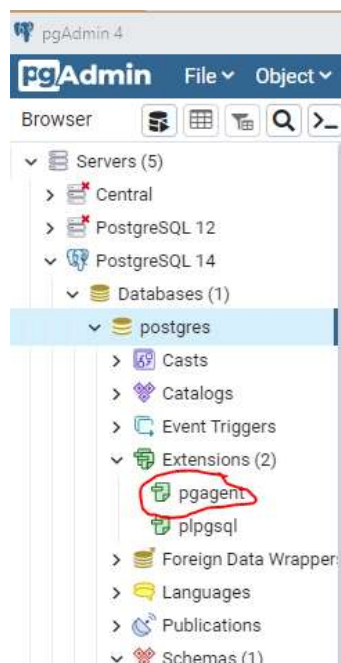 pgAdmin 4
pgAdmin File Object
Browser
Servers (5)
Central
PostgreSQL 12
PostgreSQL 14
Databases (1)
postgres
Casts
Catalogs
Event Triggers
Extensions (2)
pgagent
plpgsql
Foreign Data Wrapper
Languages
Publications
Schemas (1)